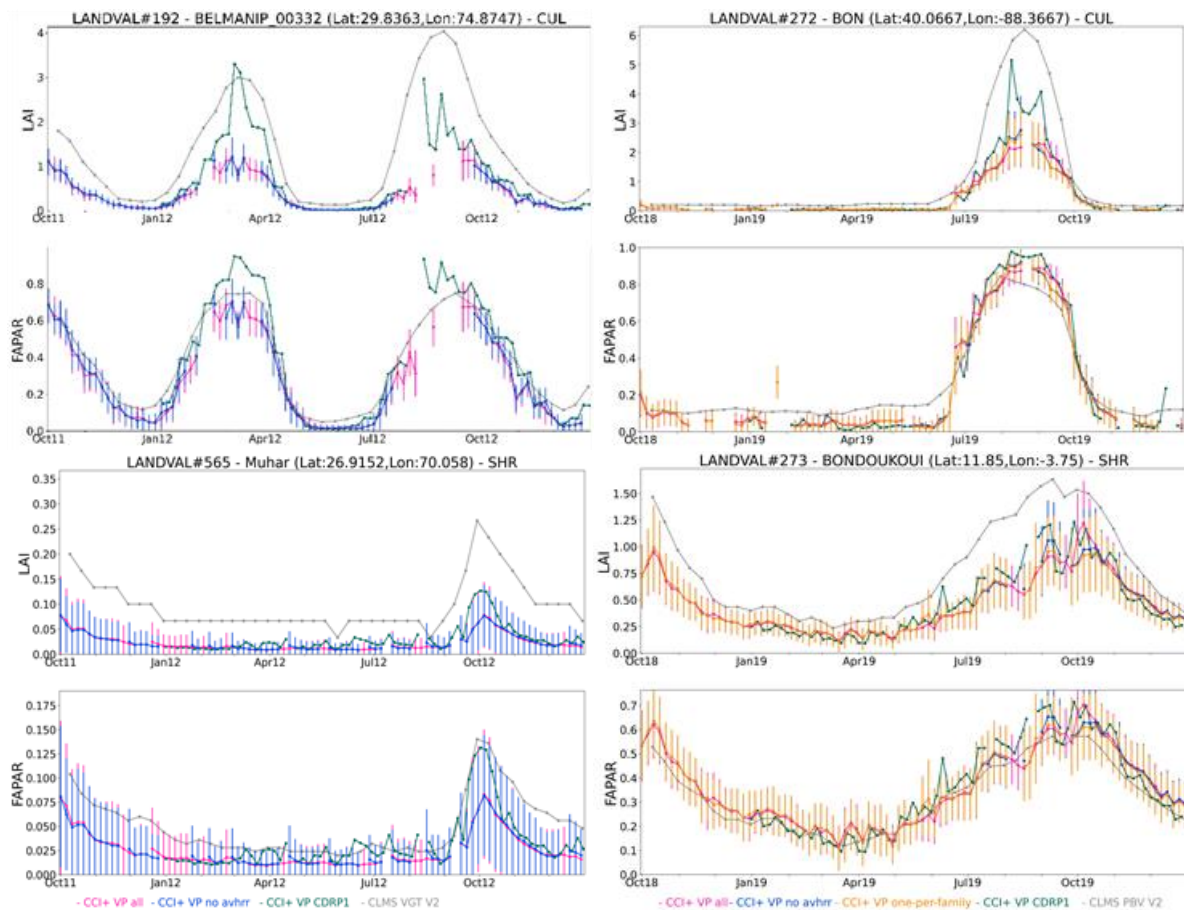 LANDVAL#192 - BELMANIP_00332 (Lat:29.8363,Lon:74.8747) - CUL
4
3
2
1
0
LAI
Oct11 Jan12 Apr12 Jul12 Oct12
0.8
0.6
0.4
0.2
0.0
FAPAR
Oct11 Jan12 Apr12 Jul12 Oct12
LANDVAL#272 - BON (Lat:40.0667,Lon:-88.3667) - CUL
6
5
4
3
2
1
0
LAI
Oct18 Jan19 Apr19 Jul19 Oct19
1.0
0.8
0.6
0.4
0.2
0.0
FAPAR
Oct18 Jan19 Apr19 Jul19 Oct19
LANDVAL#565 - Muhar (Lat:26.9152,Lon:70.058) - SHR
0.35
0.30
0.25
0.20
0.15
0.10
0.05
0.00
LAI
Oct11 Jan12 Apr12 Jul12 Oct12
0.175
0.150
0.125
0.100
0.075
0.050
0.025
0.000
FAPAR
Oct11 Jan12 Apr12 Jul12 Oct12
- CCI+ VP all - CCI+ VP no avhrr - CCI+ VP CDRP1 - CLMS VGT V2
LANDVAL#273 - BONDOUKOUI (Lat:11.85,Lon:-3.75) - SHR
1.50
1.25
1.00
0.75
0.50
0.25
0.00
LAI
Oct18 Jan19 Apr19 Jul19 Oct19
0.7
0.6
0.5
0.4
0.3
0.2
0.1
0.0
FAPAR
Oct18 Jan19 Apr19 Jul19 Oct19
- CCI+ VP all - CCI+ VP no avhrr - CCI+ VP one-per-family - CCI+ VP CDRP1 - CLMS PBV V2